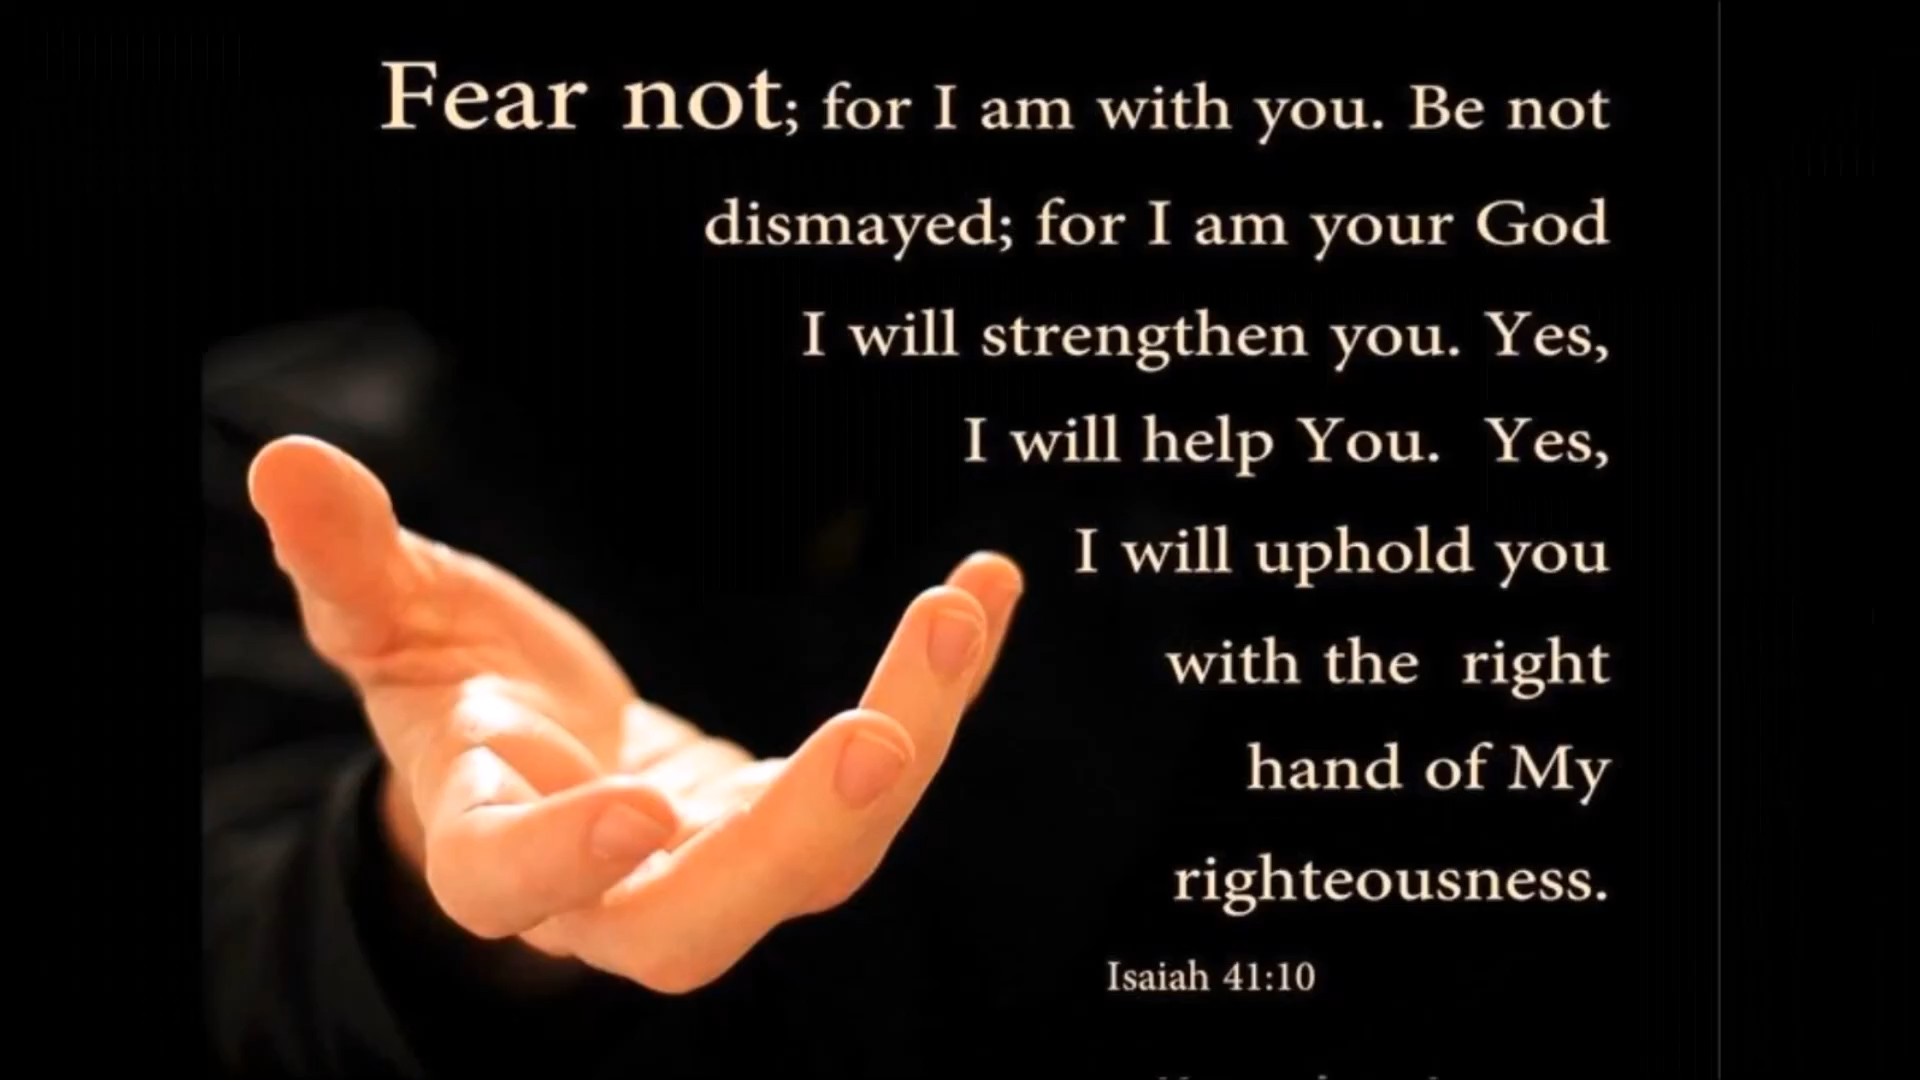 Fear not; for I am with you. Be not
dismayed; for I am your God
I will strengthen you. Yes,
I will help You. Yes,
I will uphold you
with the right
hand of My
righteousness.
Isaiah 41:10